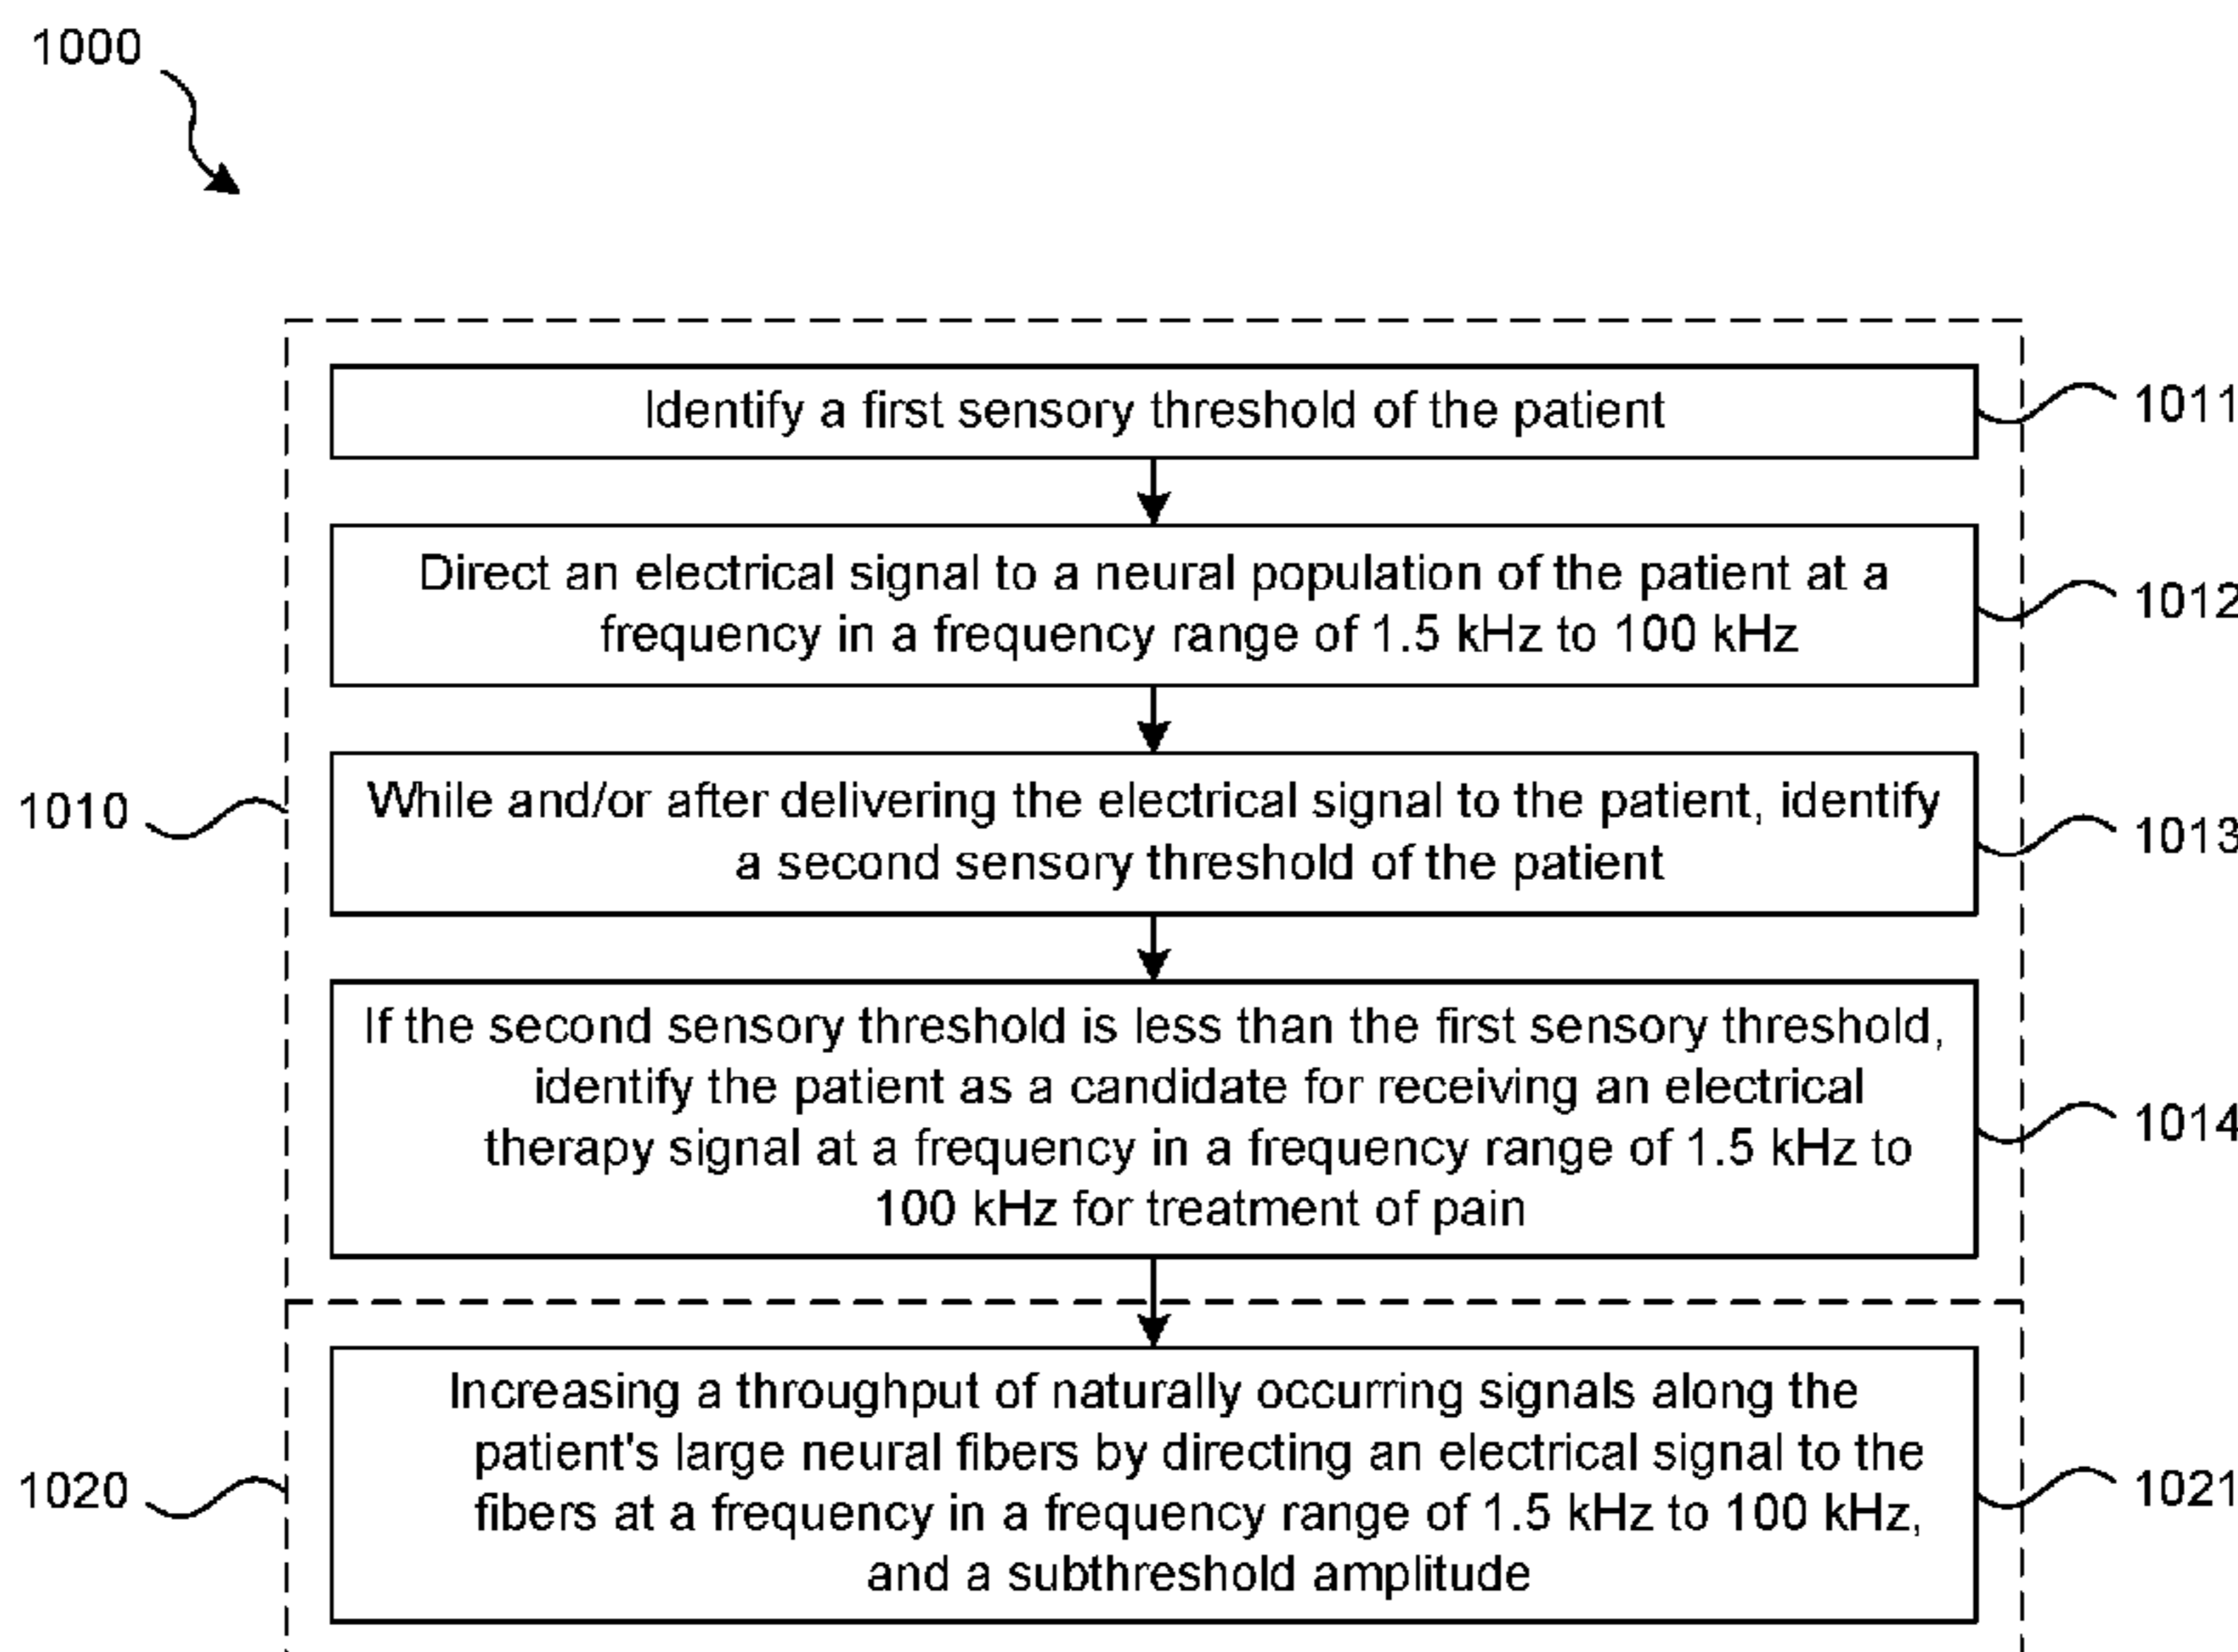 1000
Identify a first sensory threshold of the patient
1011
Direct an electrical signal to a neural population of the patient at a
frequency in a frequency range of 1.5 kHz to 100 kHz
1012
1010
While and/or after delivering the electrical signal to the patient, identify
a second sensory threshold of the patient
1013
If the second sensory threshold is less than the first sensory threshold,
identify the patient as a candidate for receiving an electrical
therapy signal at a frequency in a frequency range of 1.5 kHz to
100 kHz for treatment of pain
1014
1020
Increasing a throughput of naturally occurring signals along the
patient's large neural fibers by directing an electrical signal to the
fibers at a frequency in a frequency range of 1.5 kHz to 100 kHz,
and a subthreshold amplitude
1021